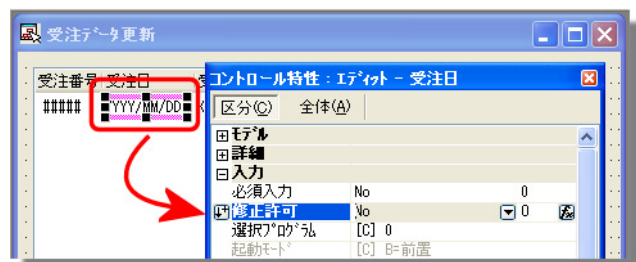 受注データ更新
受注番号 受注日
##### YYYY/MM/DD
コントロール特性：エディット - 受注日
区分(C) 全体(A)
モデル
詳細
入力
必須入力 No 0
修正許可 No 0
選択プログラム [C] 0
起動モード [C] B=前置